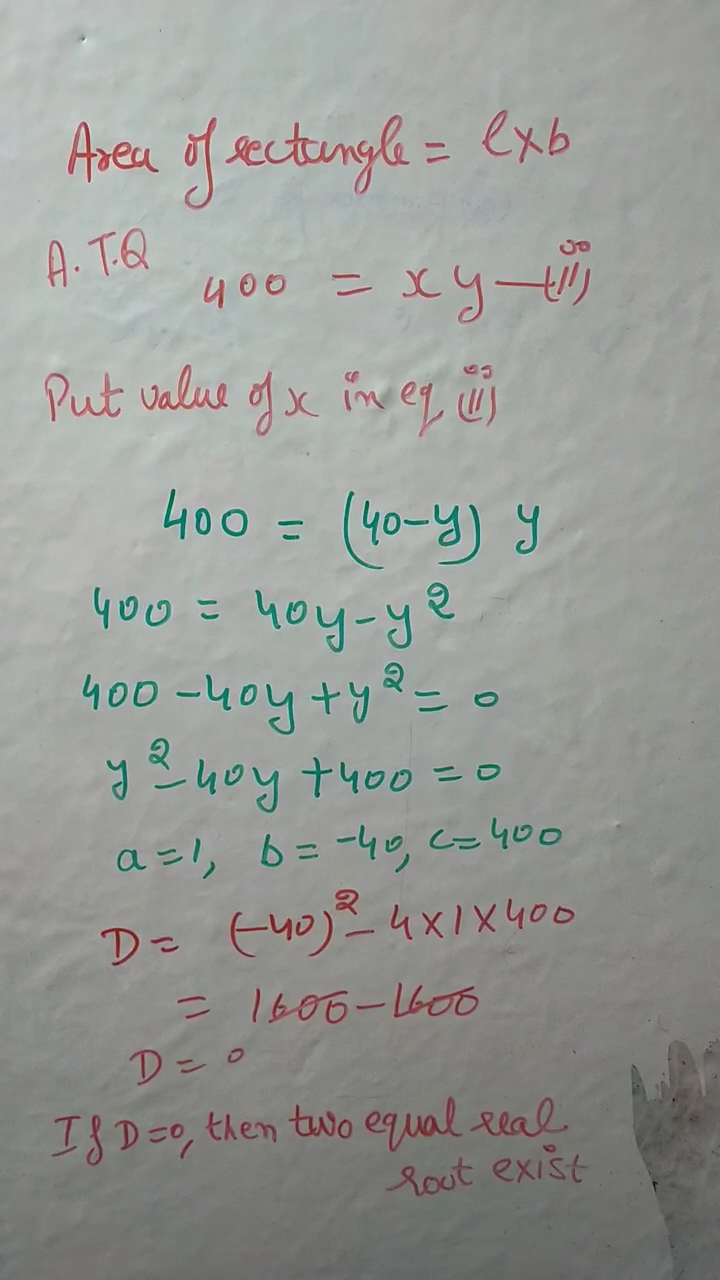 Area of rectangle = l×b
A.T.Q 400 = xy —(ii)
Put value of x in eq (ii)
400 = (40-y) y
400 = 40y-y²
400 -40y +y² = 0
y² -40y +400 = 0
a=1, b= -40, c= 400
D= (-40)² - 4×1×400
= 1600-1600
D= 0
If D=0, then two equal real
root exist